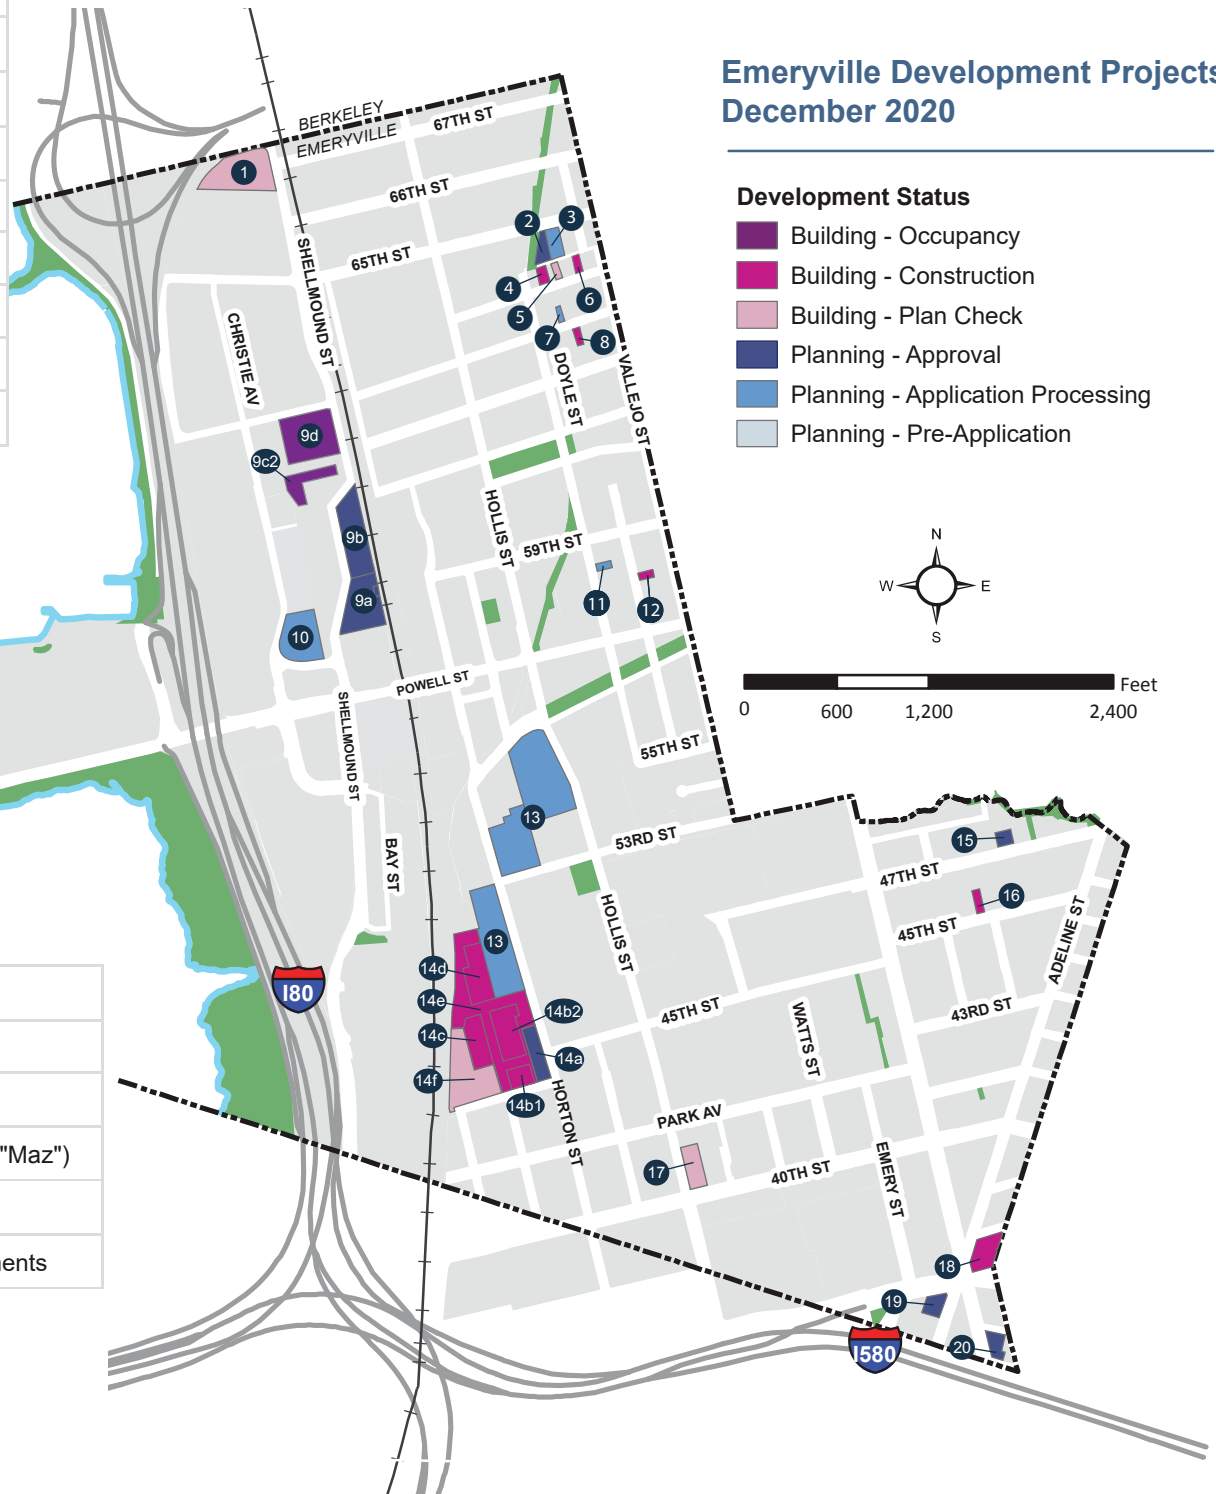 Emeryville Development Projects
December 2020
Development Status
Building - Occupancy
Building - Construction
Building - Plan Check
Planning - Approval
Planning - Application Processing
Planning - Pre-Application
N
W
E
S
Feet
0
600
1,200
2,400
BERKELEY
EMERYVILLE
67TH ST
66TH ST
65TH ST
SHELLMOUND ST
CHRISTIE AV
DOYLE ST
VALLEJO ST
HOLLIS ST
59TH ST
POWELL ST
SHELLMOUND ST
55TH ST
53RD ST
BAY ST
HOLLIS ST
47TH ST
45TH ST
ADELINE ST
43RD ST
45TH ST
WATTS ST
HORTON ST
PARK AV
40TH ST
EMERY ST
1
2
3
4
5
6
7
8
9d
9c2
9b
9a
10
11
12
13
13
14d
14e
14c
14f
14b2
14a
14b1
15
16
17
18
19
20
I80
I580
"Maz")
ents